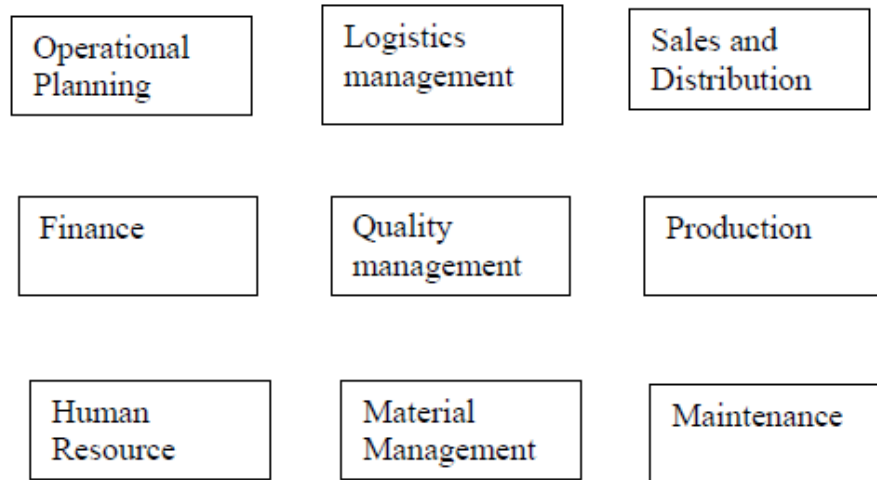 Operational
Planning
Logistics
management
Sales and
Distribution
Finance
Quality
management
Production
Human
Resource
Material
Management
Maintenance